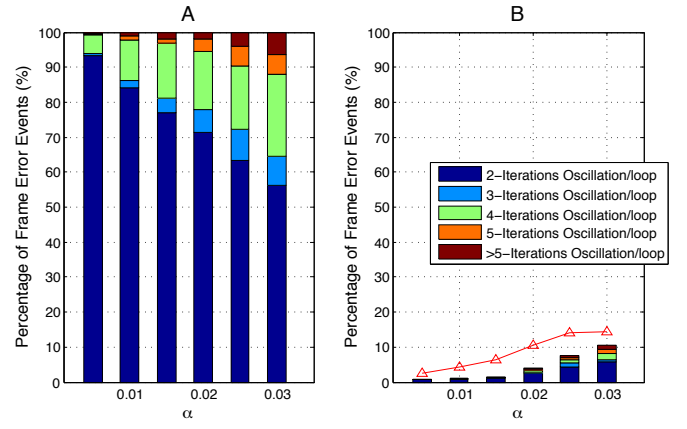 A
B
Percentage of Frame Error Events (%)
100
90
80
70
60
50
40
30
20
10
0
0.01
0.02
0.03
α
Percentage of Frame Error Events (%)
100
90
80
70
60
50
40
30
20
10
0
0.01
0.02
0.03
α
2−Iterations Oscillation/loop
3−Iterations Oscillation/loop
4−Iterations Oscillation/loop
5−Iterations Oscillation/loop
>5−Iterations Oscillation/loop